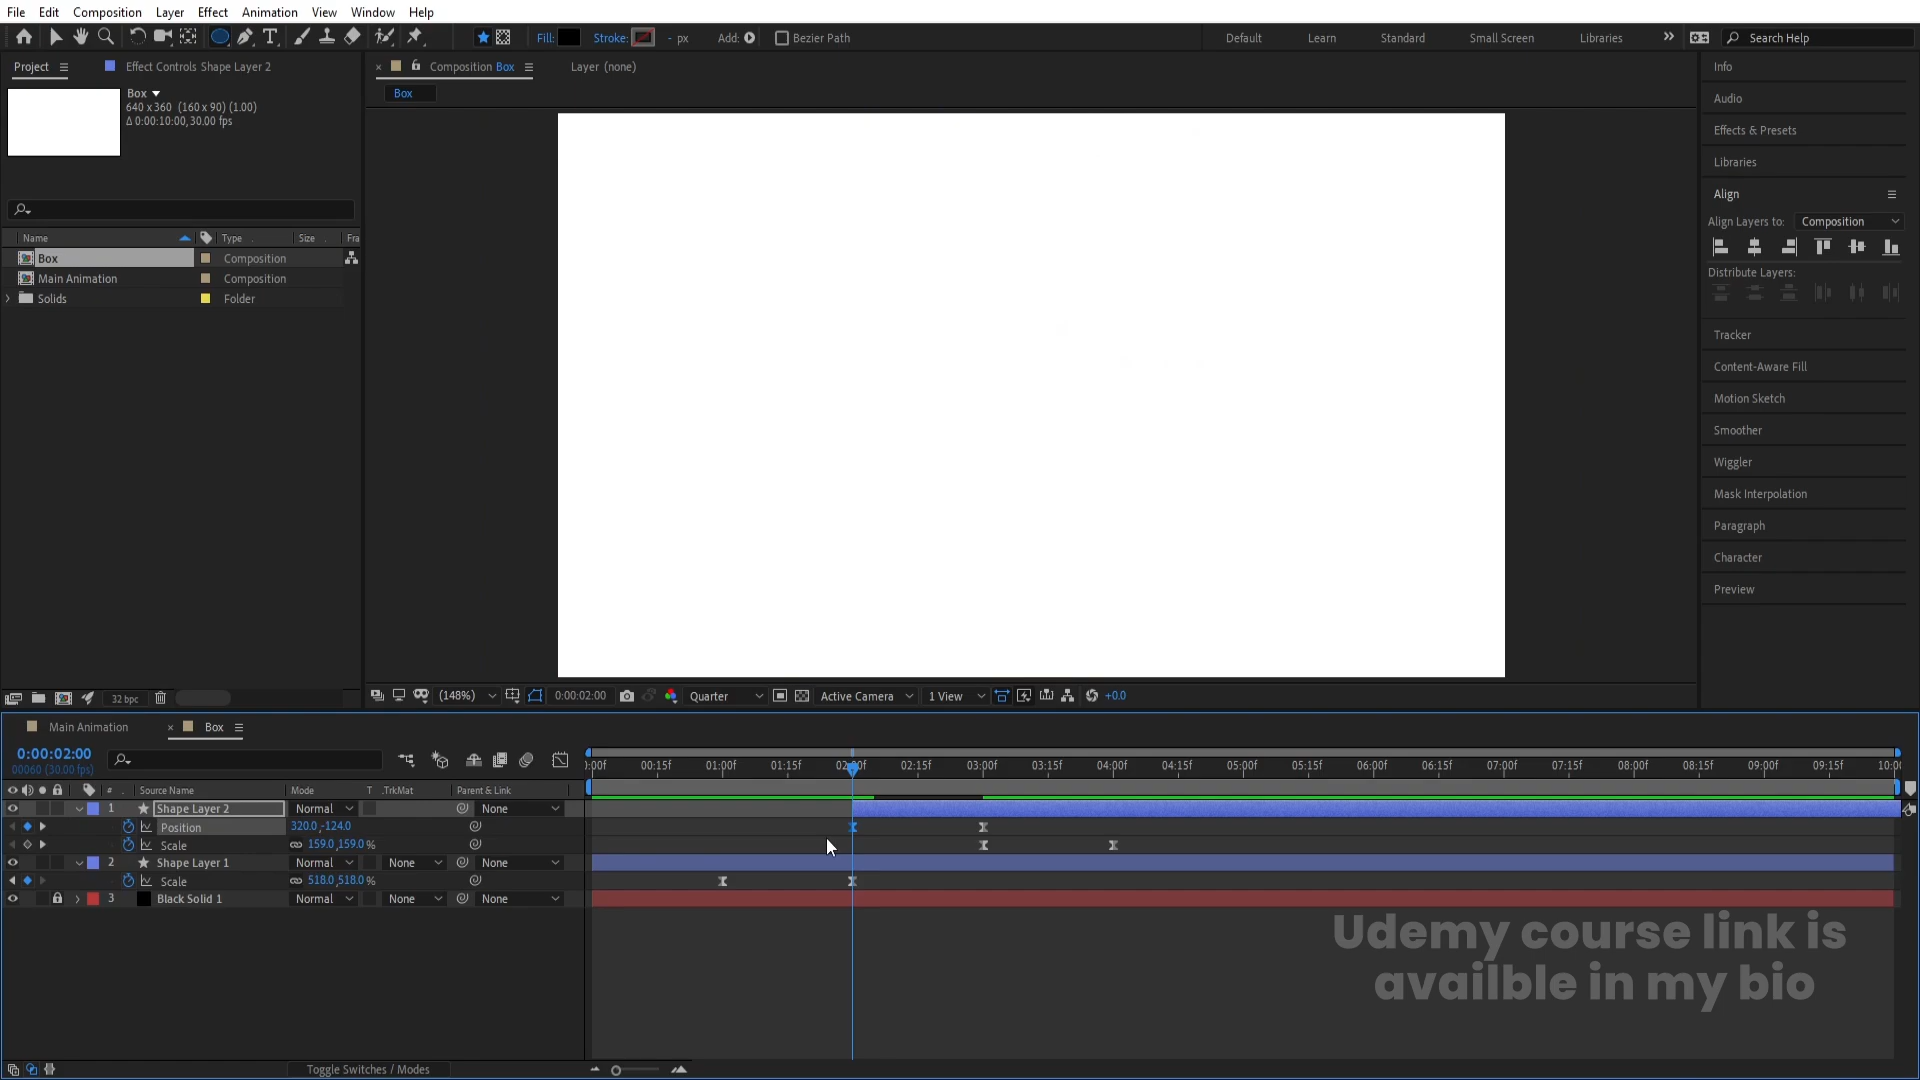 File Edit Composition Layer Effect Animation View Window Help
Fill: Stroke: - px Add: Bezier Path Default Learn Standard Small Screen Libraries Search Help
Project Effect Controls Shape Layer 2 Composition Box Layer (none) Info
Box
640 x 360 (160 x 90) (1.00)
Δ 0:00:10:00, 30.00 fps
Box
Audio
Effects & Presets
Libraries
Align
Align Layers to: Composition
Distribute Layers:
Name Type Size Fra
Box Composition
Main Animation Composition
Solids Folder
Tracker
Content-Aware Fill
Motion Sketch
Smoother
Wiggler
Mask Interpolation
Paragraph
Character
Preview
32 bpc (148%) 0:00:02:00 Quarter Active Camera 1 View +0.0
Main Animation Box
0:00:02:00
00060 (30.00 fps)
:00f 00:15f 01:00f 01:15f 02:00f 02:15f 03:00f 03:15f 04:00f 04:15f 05:00f 05:15f 06:00f 06:15f 07:00f 07:15f 08:00f 08:15f 09:00f 09:15f 10:00
# Source Name Mode T .TrkMat Parent & Link
1 Shape Layer 2 Normal None
Position 320.0,-124.0
Scale 159.0,159.0%
2 Shape Layer 1 Normal None None
Scale 518.0,518.0%
3 Black Solid 1 Normal None None
Udemy course link is
availble in my bio
Toggle Switches / Modes